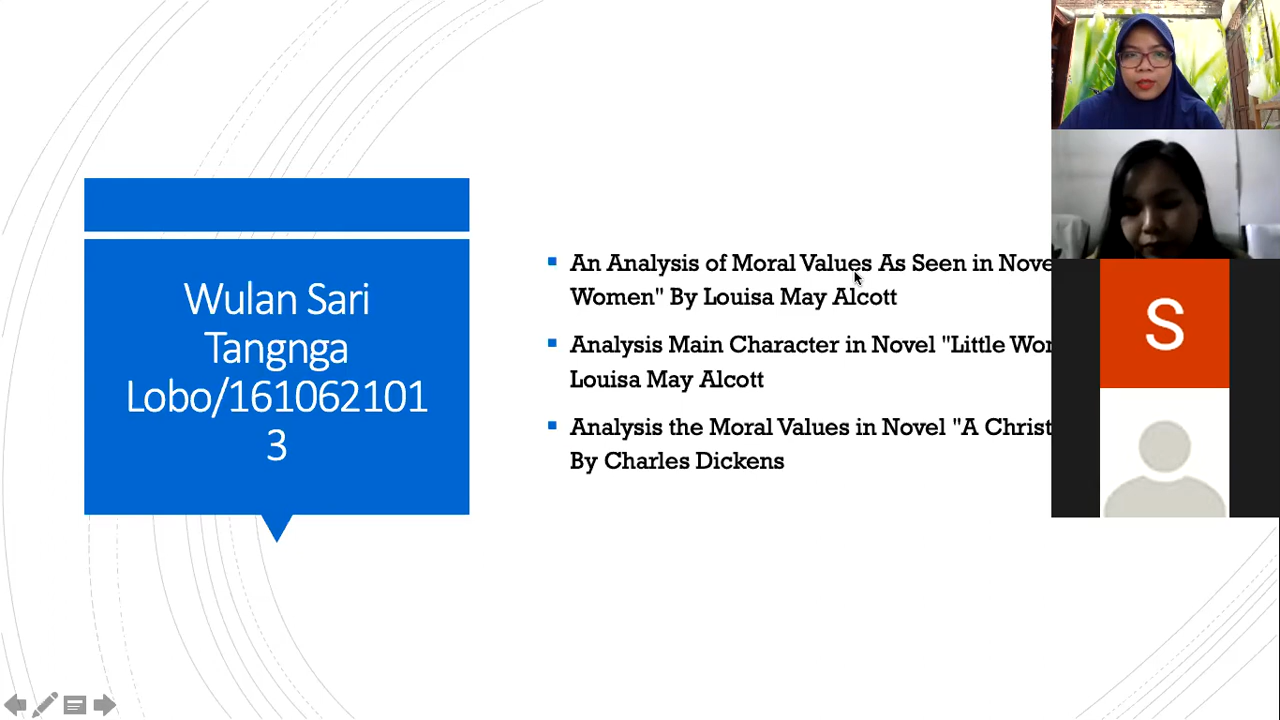 Wulan Sari
Tangnga
Lobo/161062101
3
An Analysis of Moral Values As Seen in Nove
Women" By Louisa May Alcott
Analysis Main Character in Novel "Little Wor
Louisa May Alcott
Analysis the Moral Values in Novel "A Christ
By Charles Dickens
S